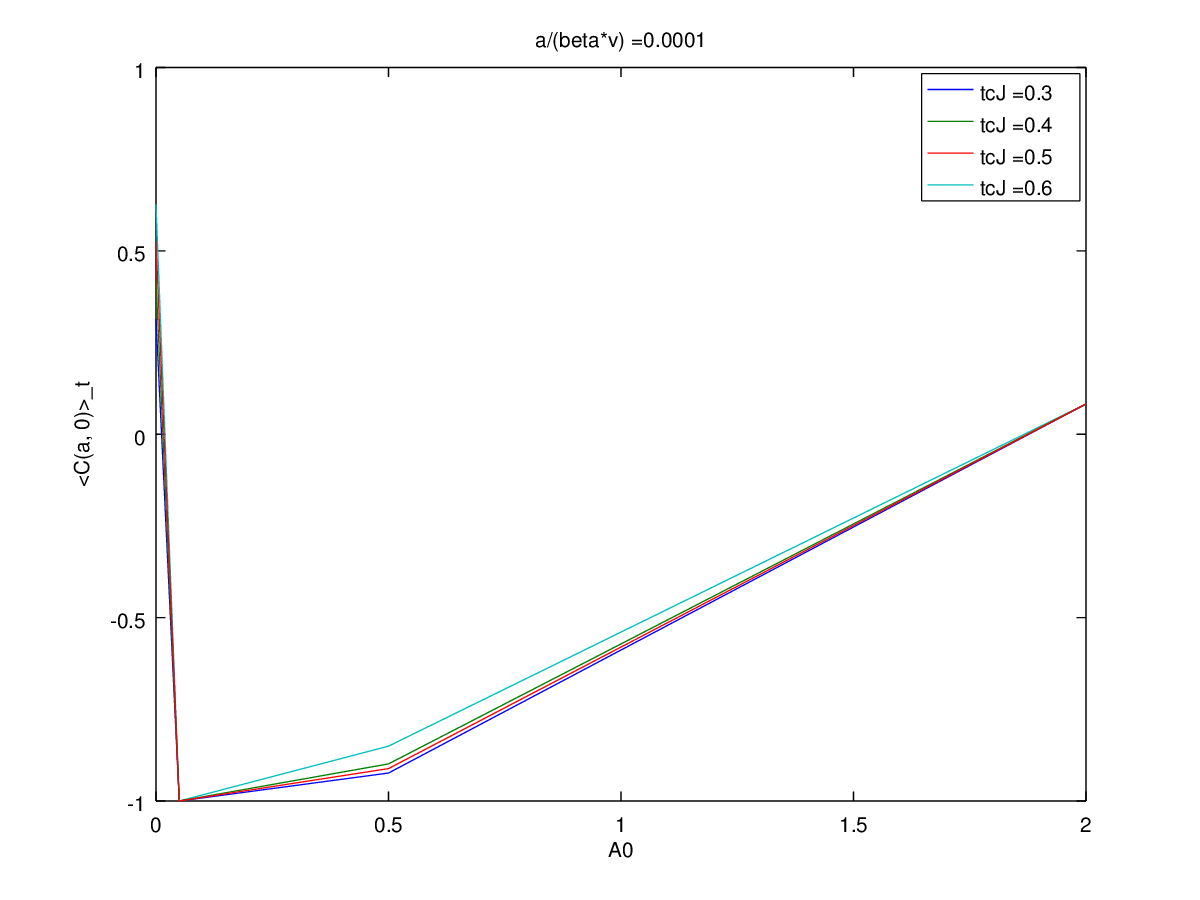 a/(beta*v) =0.0001
1
0.5
0
-0.5
-1
<C(a, 0)>_t
tcJ =0.3
tcJ =0.4
tcJ =0.5
tcJ =0.6
0
0.5
1
1.5
2
A0